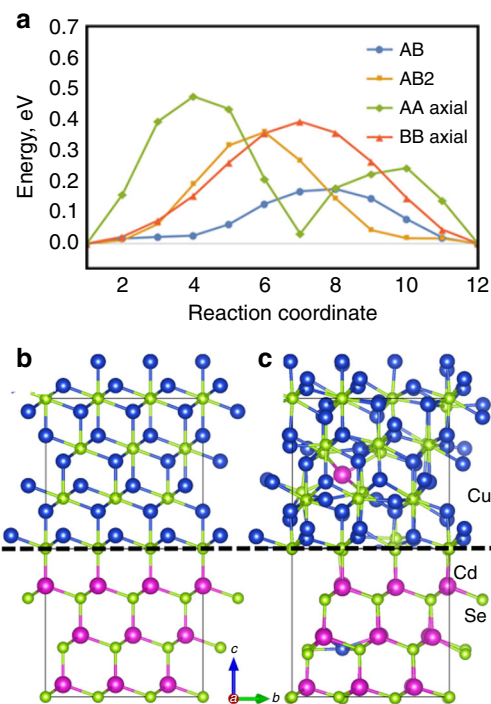 a
0.7
0.6
0.5
0.4
0.3
0.2
0.1
0.0
Energy, eV
AB
AB2
AA axial
BB axial
2 4 6 8 10 12
Reaction coordinate
b
c
Cu
Cd
Se
c
a
b